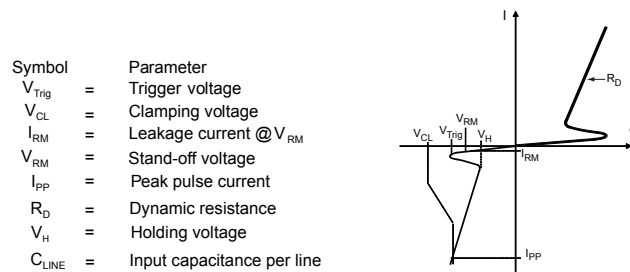 Symbol Parameter
VTrig = Trigger voltage
VCL = Clamping voltage
IRM = Leakage current @ VRM
VRM = Stand-off voltage
IPP = Peak pulse current
RD = Dynamic resistance
VH = Holding voltage
CLINE = Input capacitance per line
I
RD
VRM
VCL VTrig VH
IRM
IPP